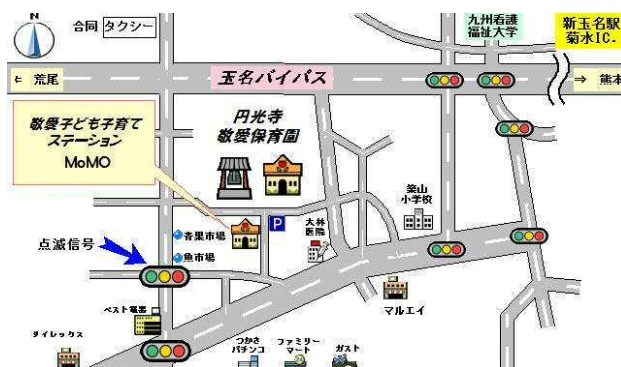 N
合同 タクシー
九州看護
福祉大学
新玉名駅
菊水IC.
⇐ 荒尾
玉名バイパス
⇒ 熊本
敬愛子ども子育て
ステーション
MoMO
円光寺
敬愛保育園
築山
小学校
P
大林
医院
青果市場
点滅信号
魚市場
マルエイ
ベスト電器
ダイレックス
つかさ
パチンコ
ファミリー
マート
ガスト